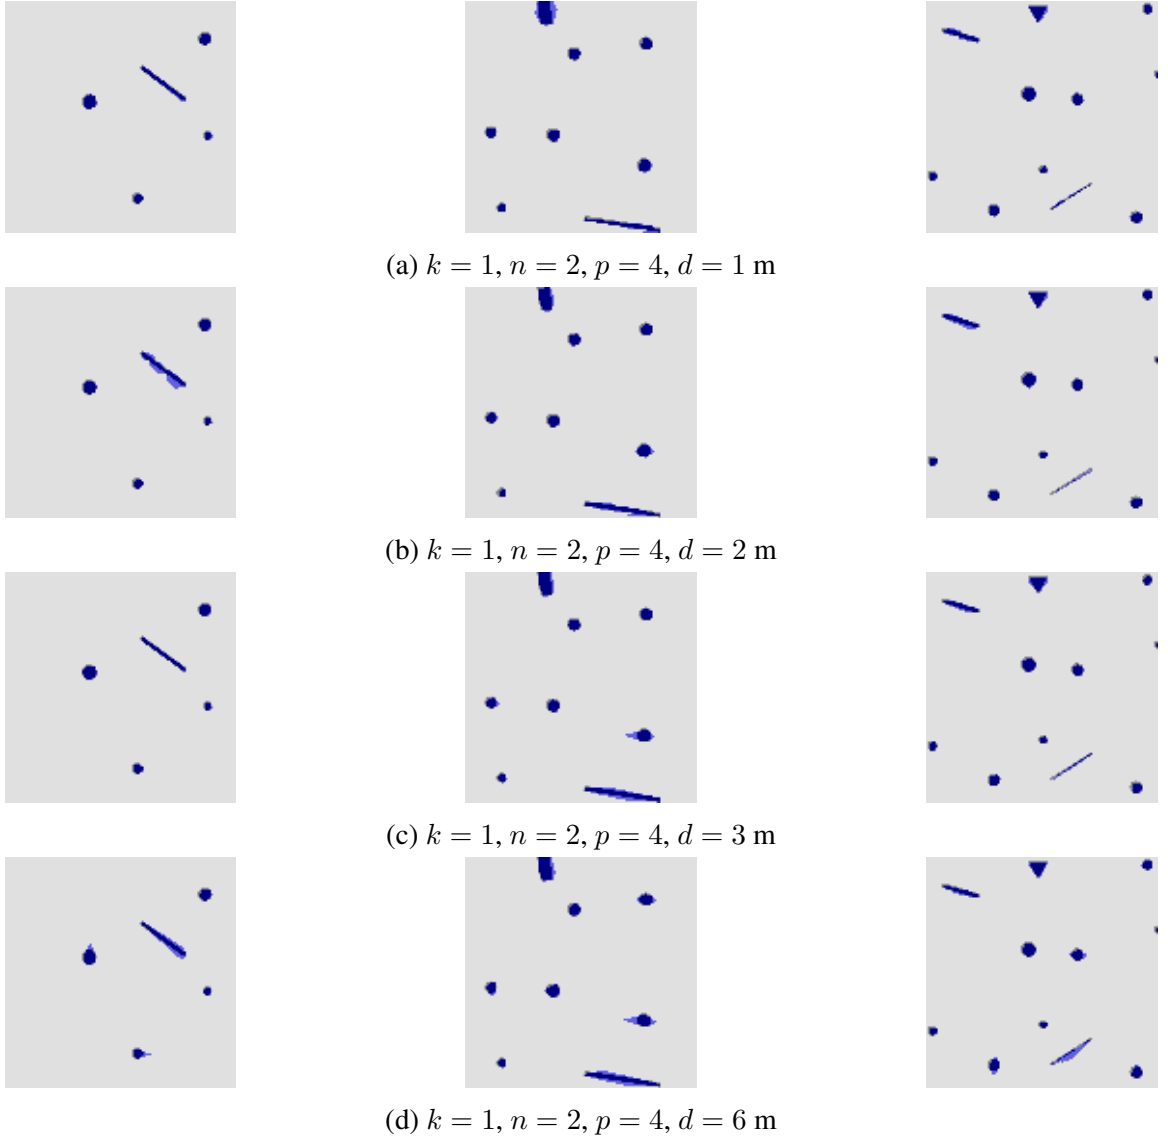 (a) k = 1, n = 2, p = 4, d = 1 m
(b) k = 1, n = 2, p = 4, d = 2 m
(c) k = 1, n = 2, p = 4, d = 3 m
(d) k = 1, n = 2, p = 4, d = 6 m